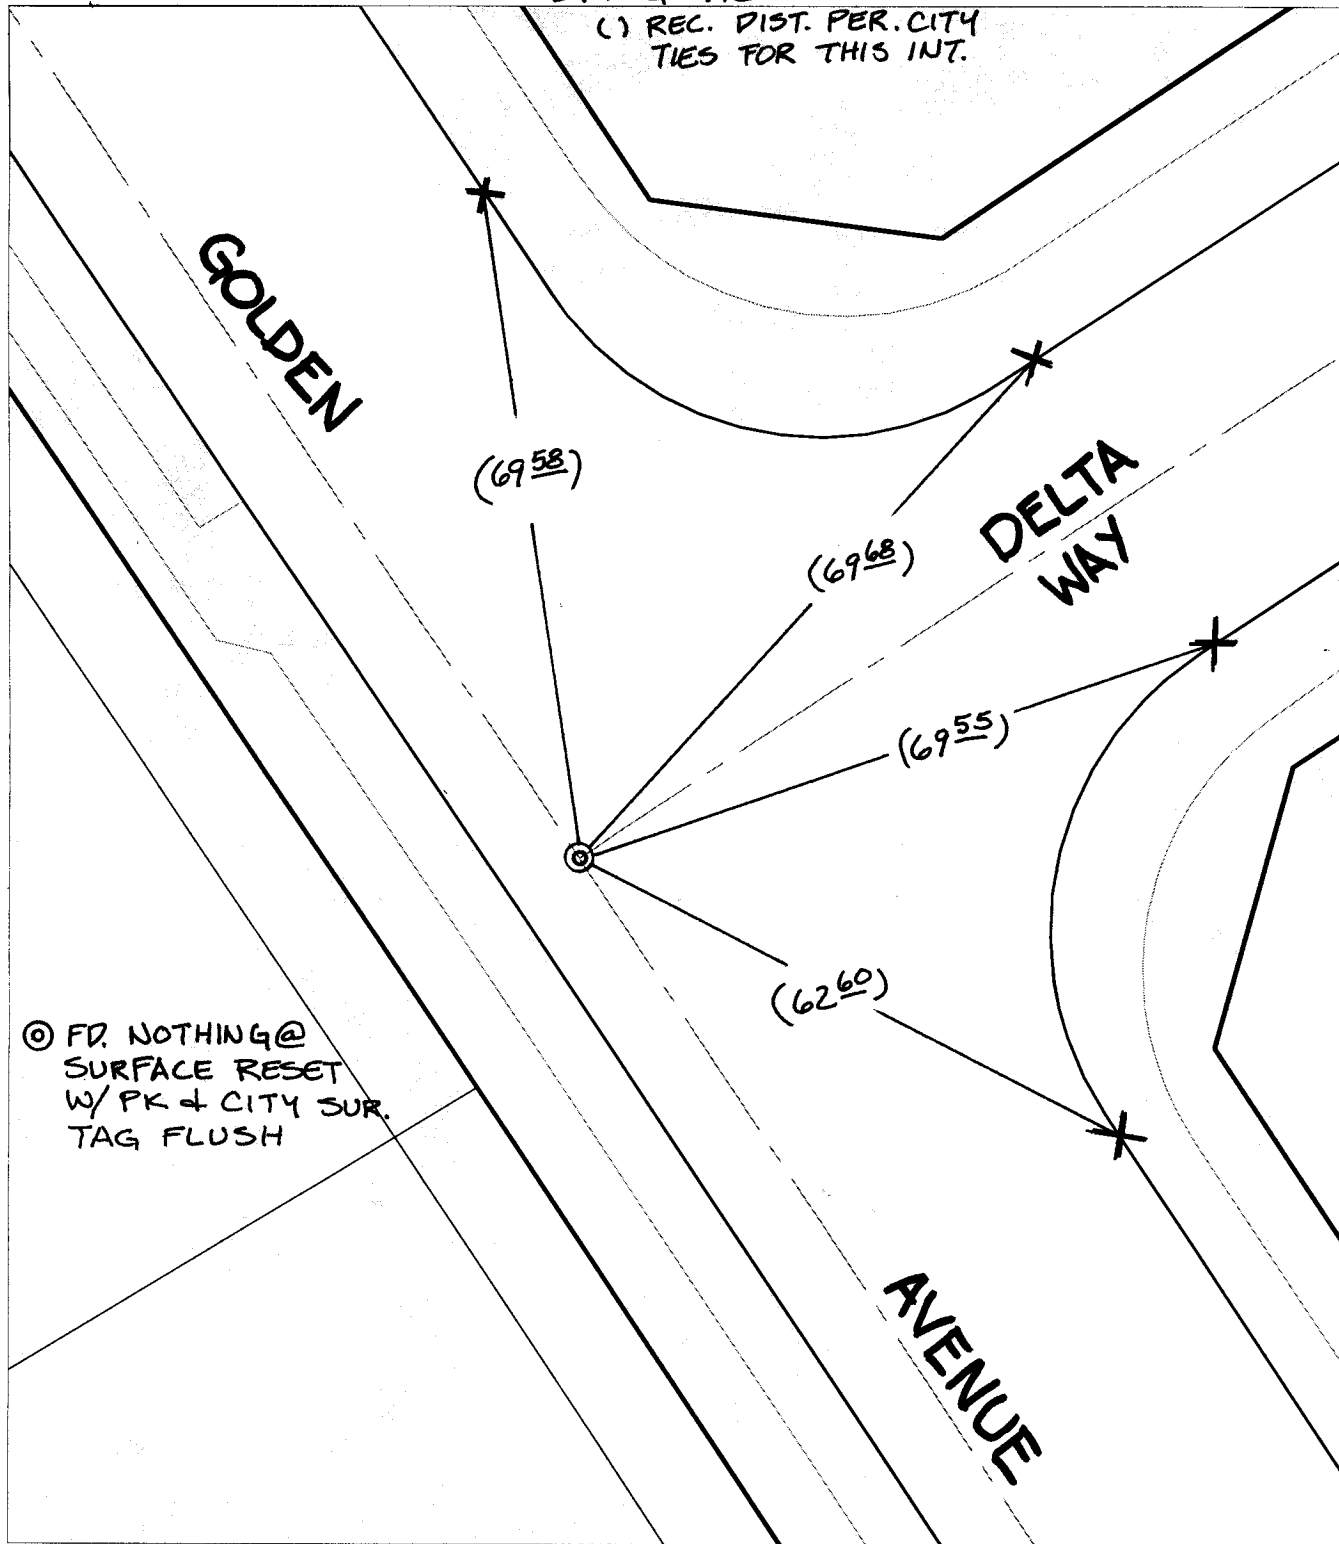 () REC. DIST. PER. CITY
TIES FOR THIS INT.
GOLDEN
(69 58)
(69 68)
DELTA
WAY
(69 55)
(62 60)
◎ FD. NOTHING @
SURFACE RESET
W/ PK & CITY SUR.
TAG FLUSH
AVENUE